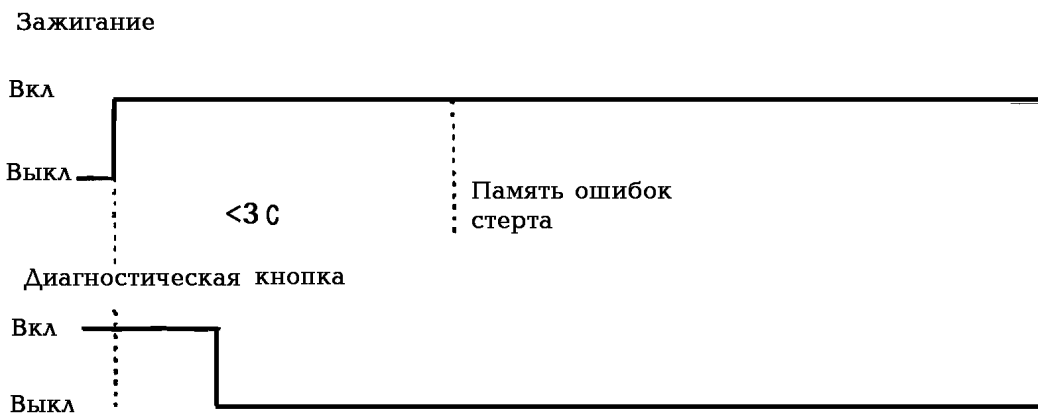 Зажигание
Вкл
Выкл
<3 С
Память ошибок
стерта
Диагностическая кнопка
Вкл
Выкл